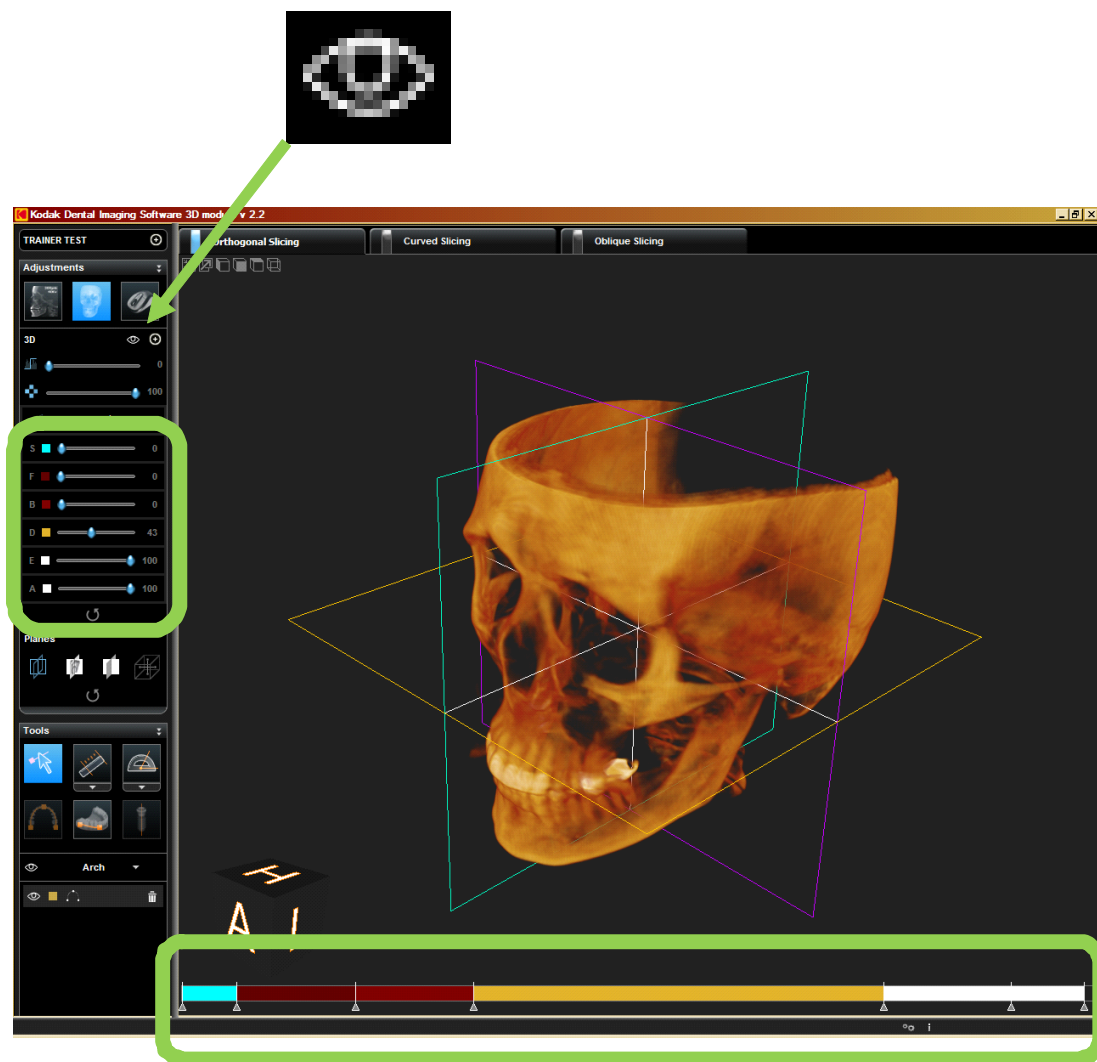 Kodak Dental Imaging Software 3D module v 2.2
TRAINER TEST
Orthogonal Slicing
Curved Slicing
Oblique Slicing
Adjustments
3D
0
100
S 0
F 0
B 0
D 43
E 100
A 100
Planes
Tools
Arch
H
A